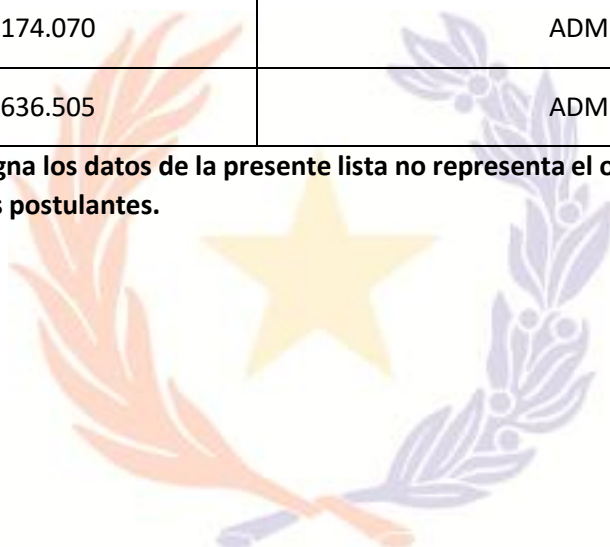 174.070 ADM
636.505 ADM
gna los datos de la presente lista no representa el o
s postulantes.